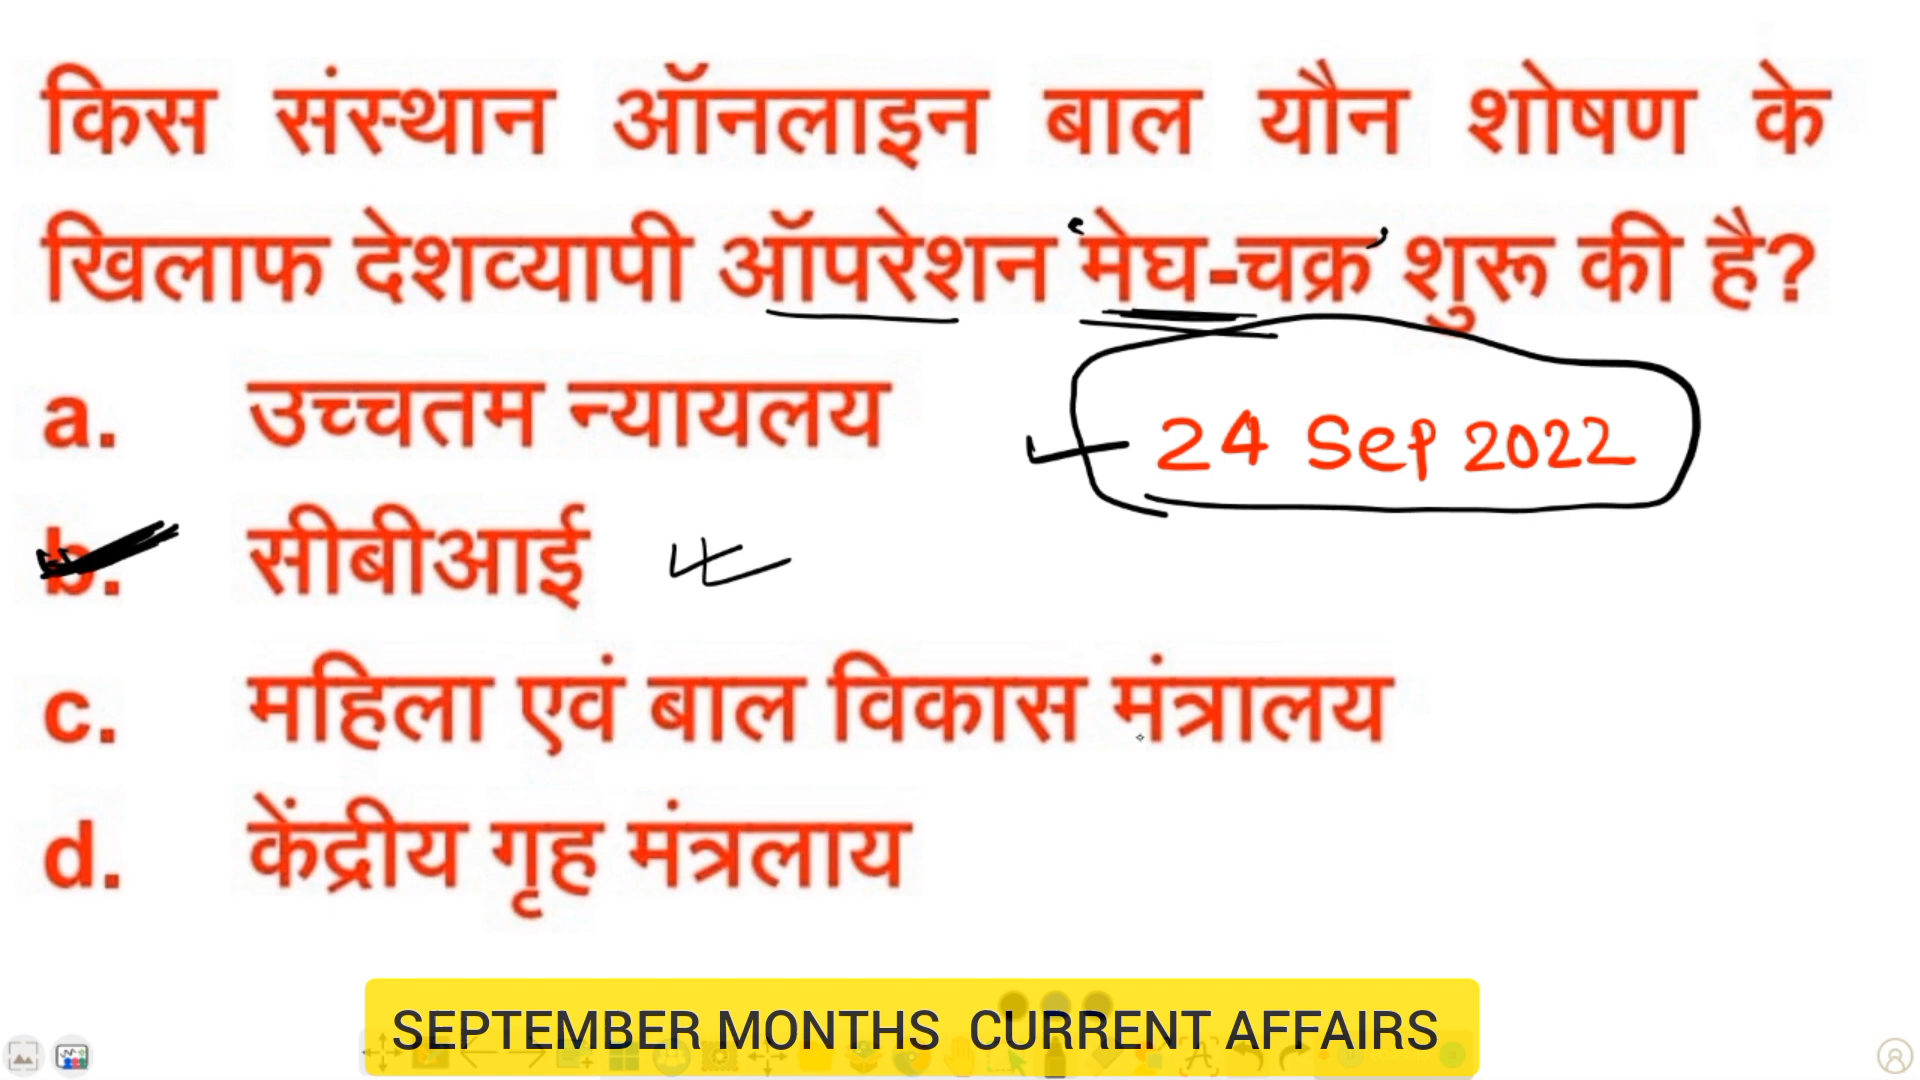 किस संस्थान ऑनलाइन बाल यौन शोषण के
खिलाफ देशव्यापी ऑपरेशन 'मेघ-चक्र' शुरू की है?
a. उच्चतम न्यायलय
24 Sep 2022
b. सीबीआई
c. महिला एवं बाल विकास मंत्रालय
d. केंद्रीय गृह मंत्रलाय
SEPTEMBER MONTHS CURRENT AFFAIRS